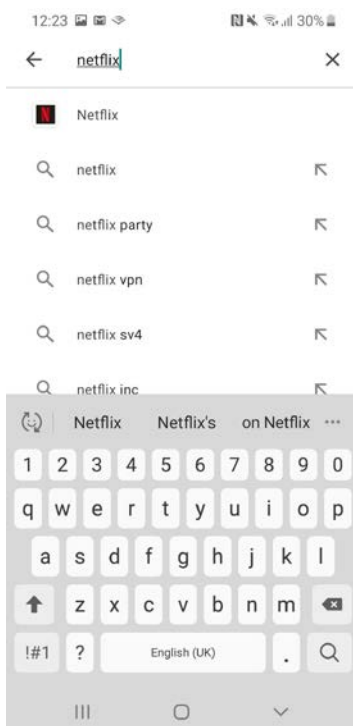 12:23 30%
netflix
N Netflix
netflix
netflix party
netflix vpn
netflix sv4
netflix inc
Netflix Netflix's on Netflix
1 2 3 4 5 6 7 8 9 0
q w e r t y u i o p
a s d f g h j k l
z x c v b n m
!#1 ? English (UK) .